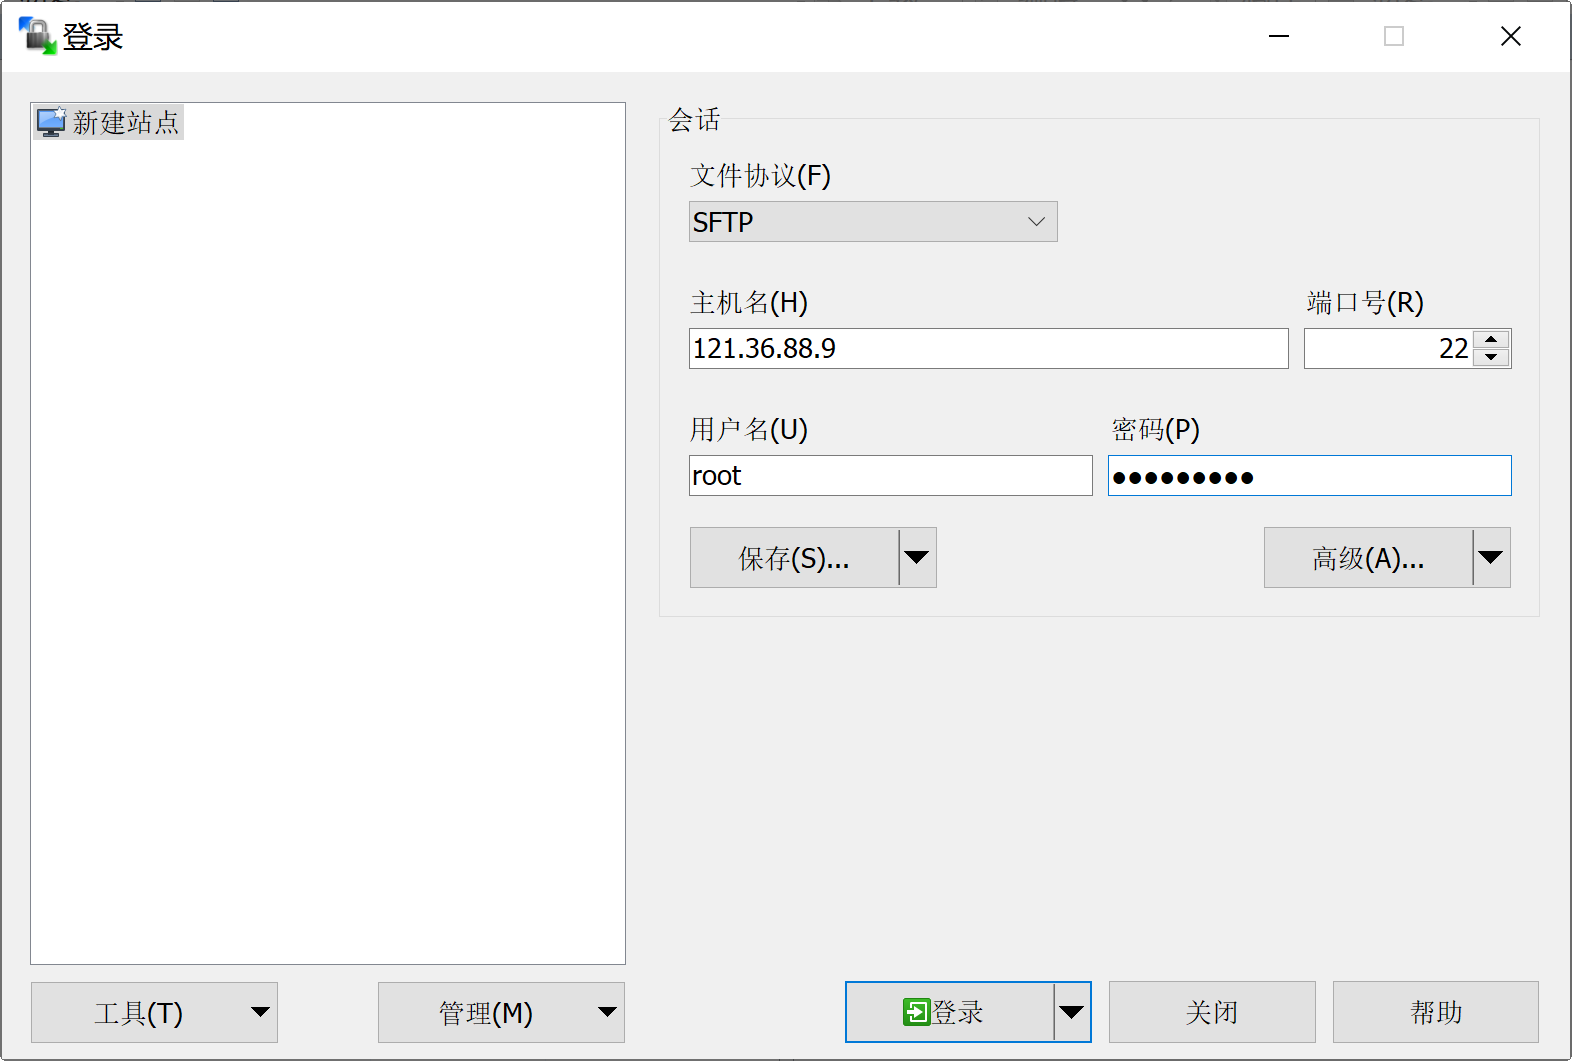 登录
新建站点
会话
文件协议(F)
SFTP
主机名(H)
端口号(R)
121.36.88.9
22
用户名(U)
密码(P)
root
●●●●●●●●●
保存(S)...
高级(A)...
工具(T)
管理(M)
登录
关闭
帮助